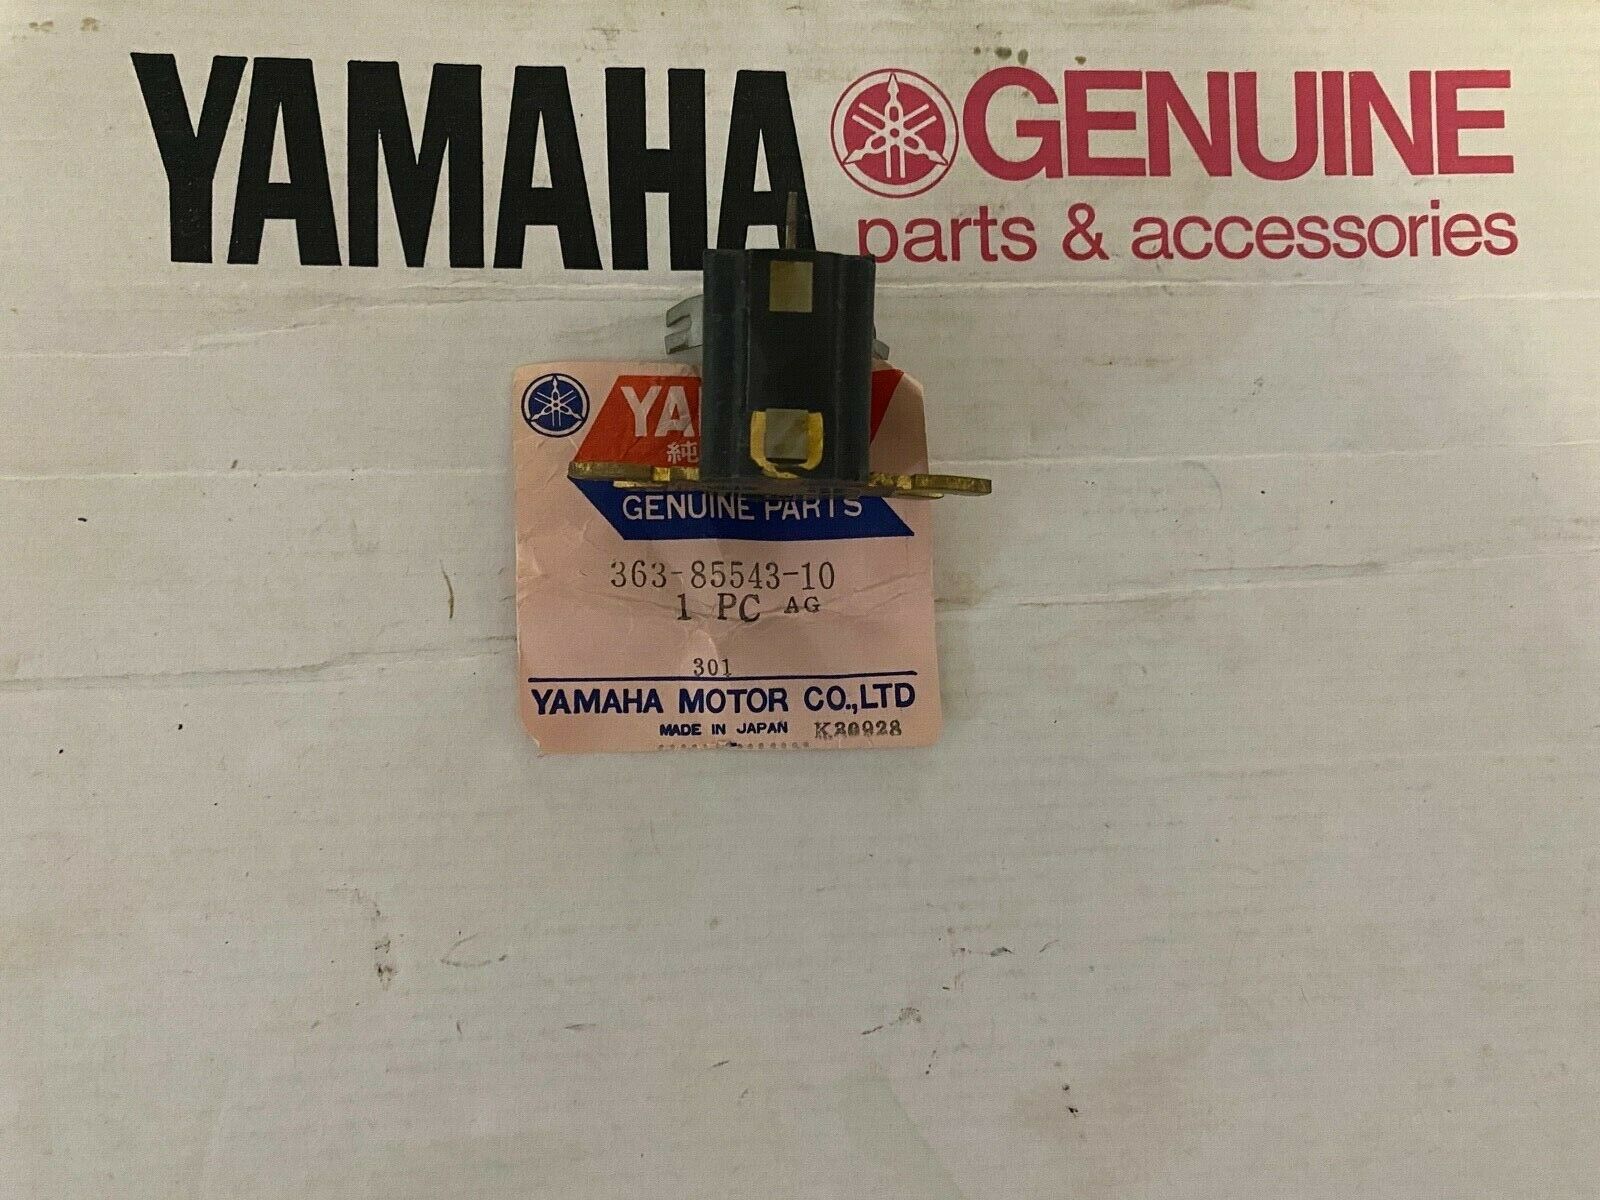 YAMAHA GENUINE
parts & accessories
YA
純
GENUINE PARTS
363-85543-10
1 PC AG
301
YAMAHA MOTOR CO.,LTD
MADE IN JAPAN